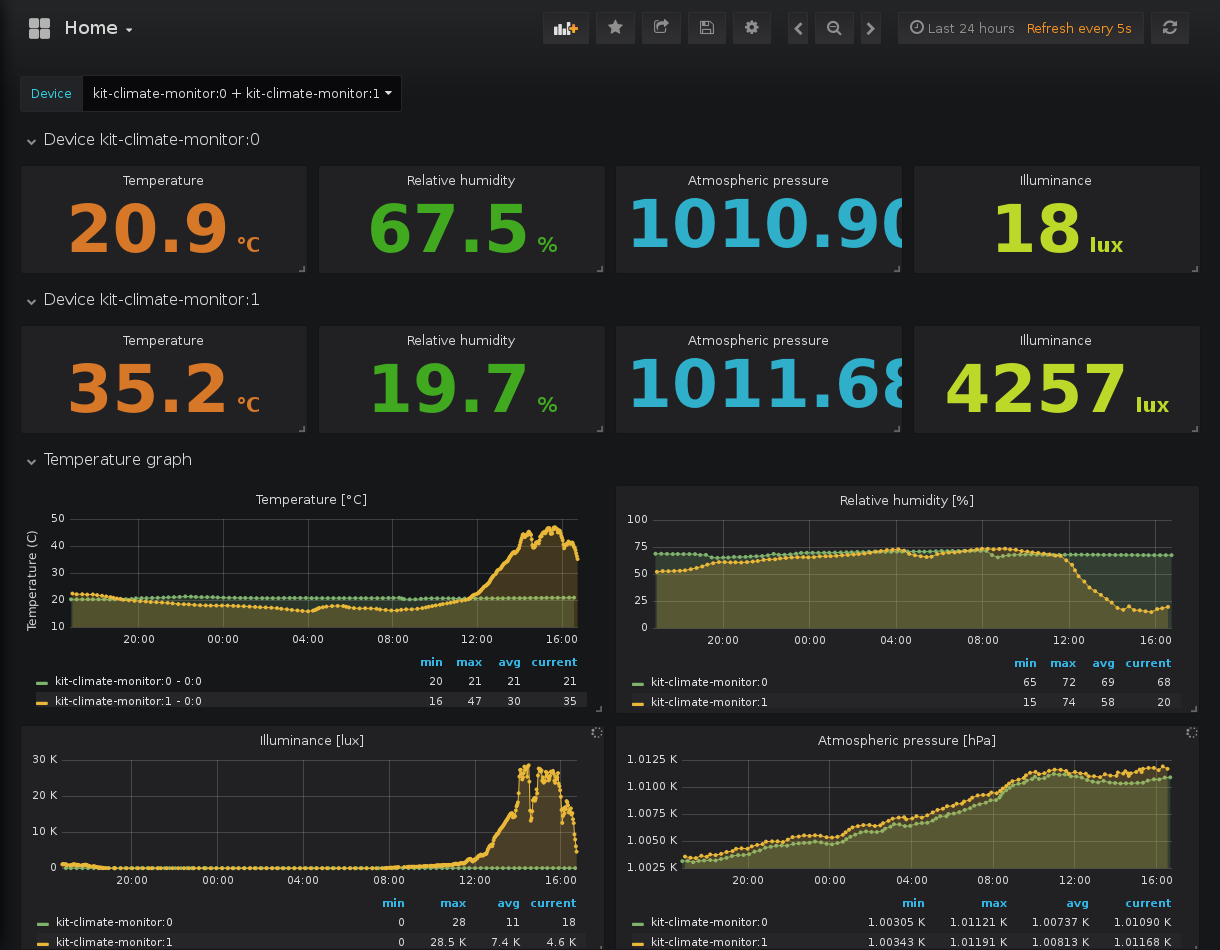 Home
Last 24 hours Refresh every 5s
Device kit-climate-monitor:0 + kit-climate-monitor:1
Device kit-climate-monitor:0
Temperature Relative humidity Atmospheric pressure Illuminance
20.9 °C 67.5 % 1010.90 18 lux
Device kit-climate-monitor:1
Temperature Relative humidity Atmospheric pressure Illuminance
35.2 °C 19.7 % 1011.68 4257 lux
Temperature graph
Temperature [°C]
Temperature (C)
50
40
30
20
10
20:00 00:00 04:00 08:00 12:00 16:00
min max avg current
kit-climate-monitor:0 - 0:0 20 21 21 21
kit-climate-monitor:1 - 0:0 16 47 30 35
Relative humidity [%]
100
75
50
25
0
20:00 00:00 04:00 08:00 12:00 16:00
min max avg current
kit-climate-monitor:0 65 72 69 68
kit-climate-monitor:1 15 74 58 20
Illuminance [lux]
30 K
20 K
10 K
0
20:00 00:00 04:00 08:00 12:00 16:00
min max avg current
kit-climate-monitor:0 0 28 11 18
kit-climate-monitor:1 0 28.5 K 7.4 K 4.6 K
Atmospheric pressure [hPa]
1.0125 K
1.0100 K
1.0075 K
1.0050 K
1.0025 K
20:00 00:00 04:00 08:00 12:00 16:00
min max avg current
kit-climate-monitor:0 1.00305 K 1.01121 K 1.00737 K 1.01090 K
kit-climate-monitor:1 1.00343 K 1.01191 K 1.00813 K 1.01168 K